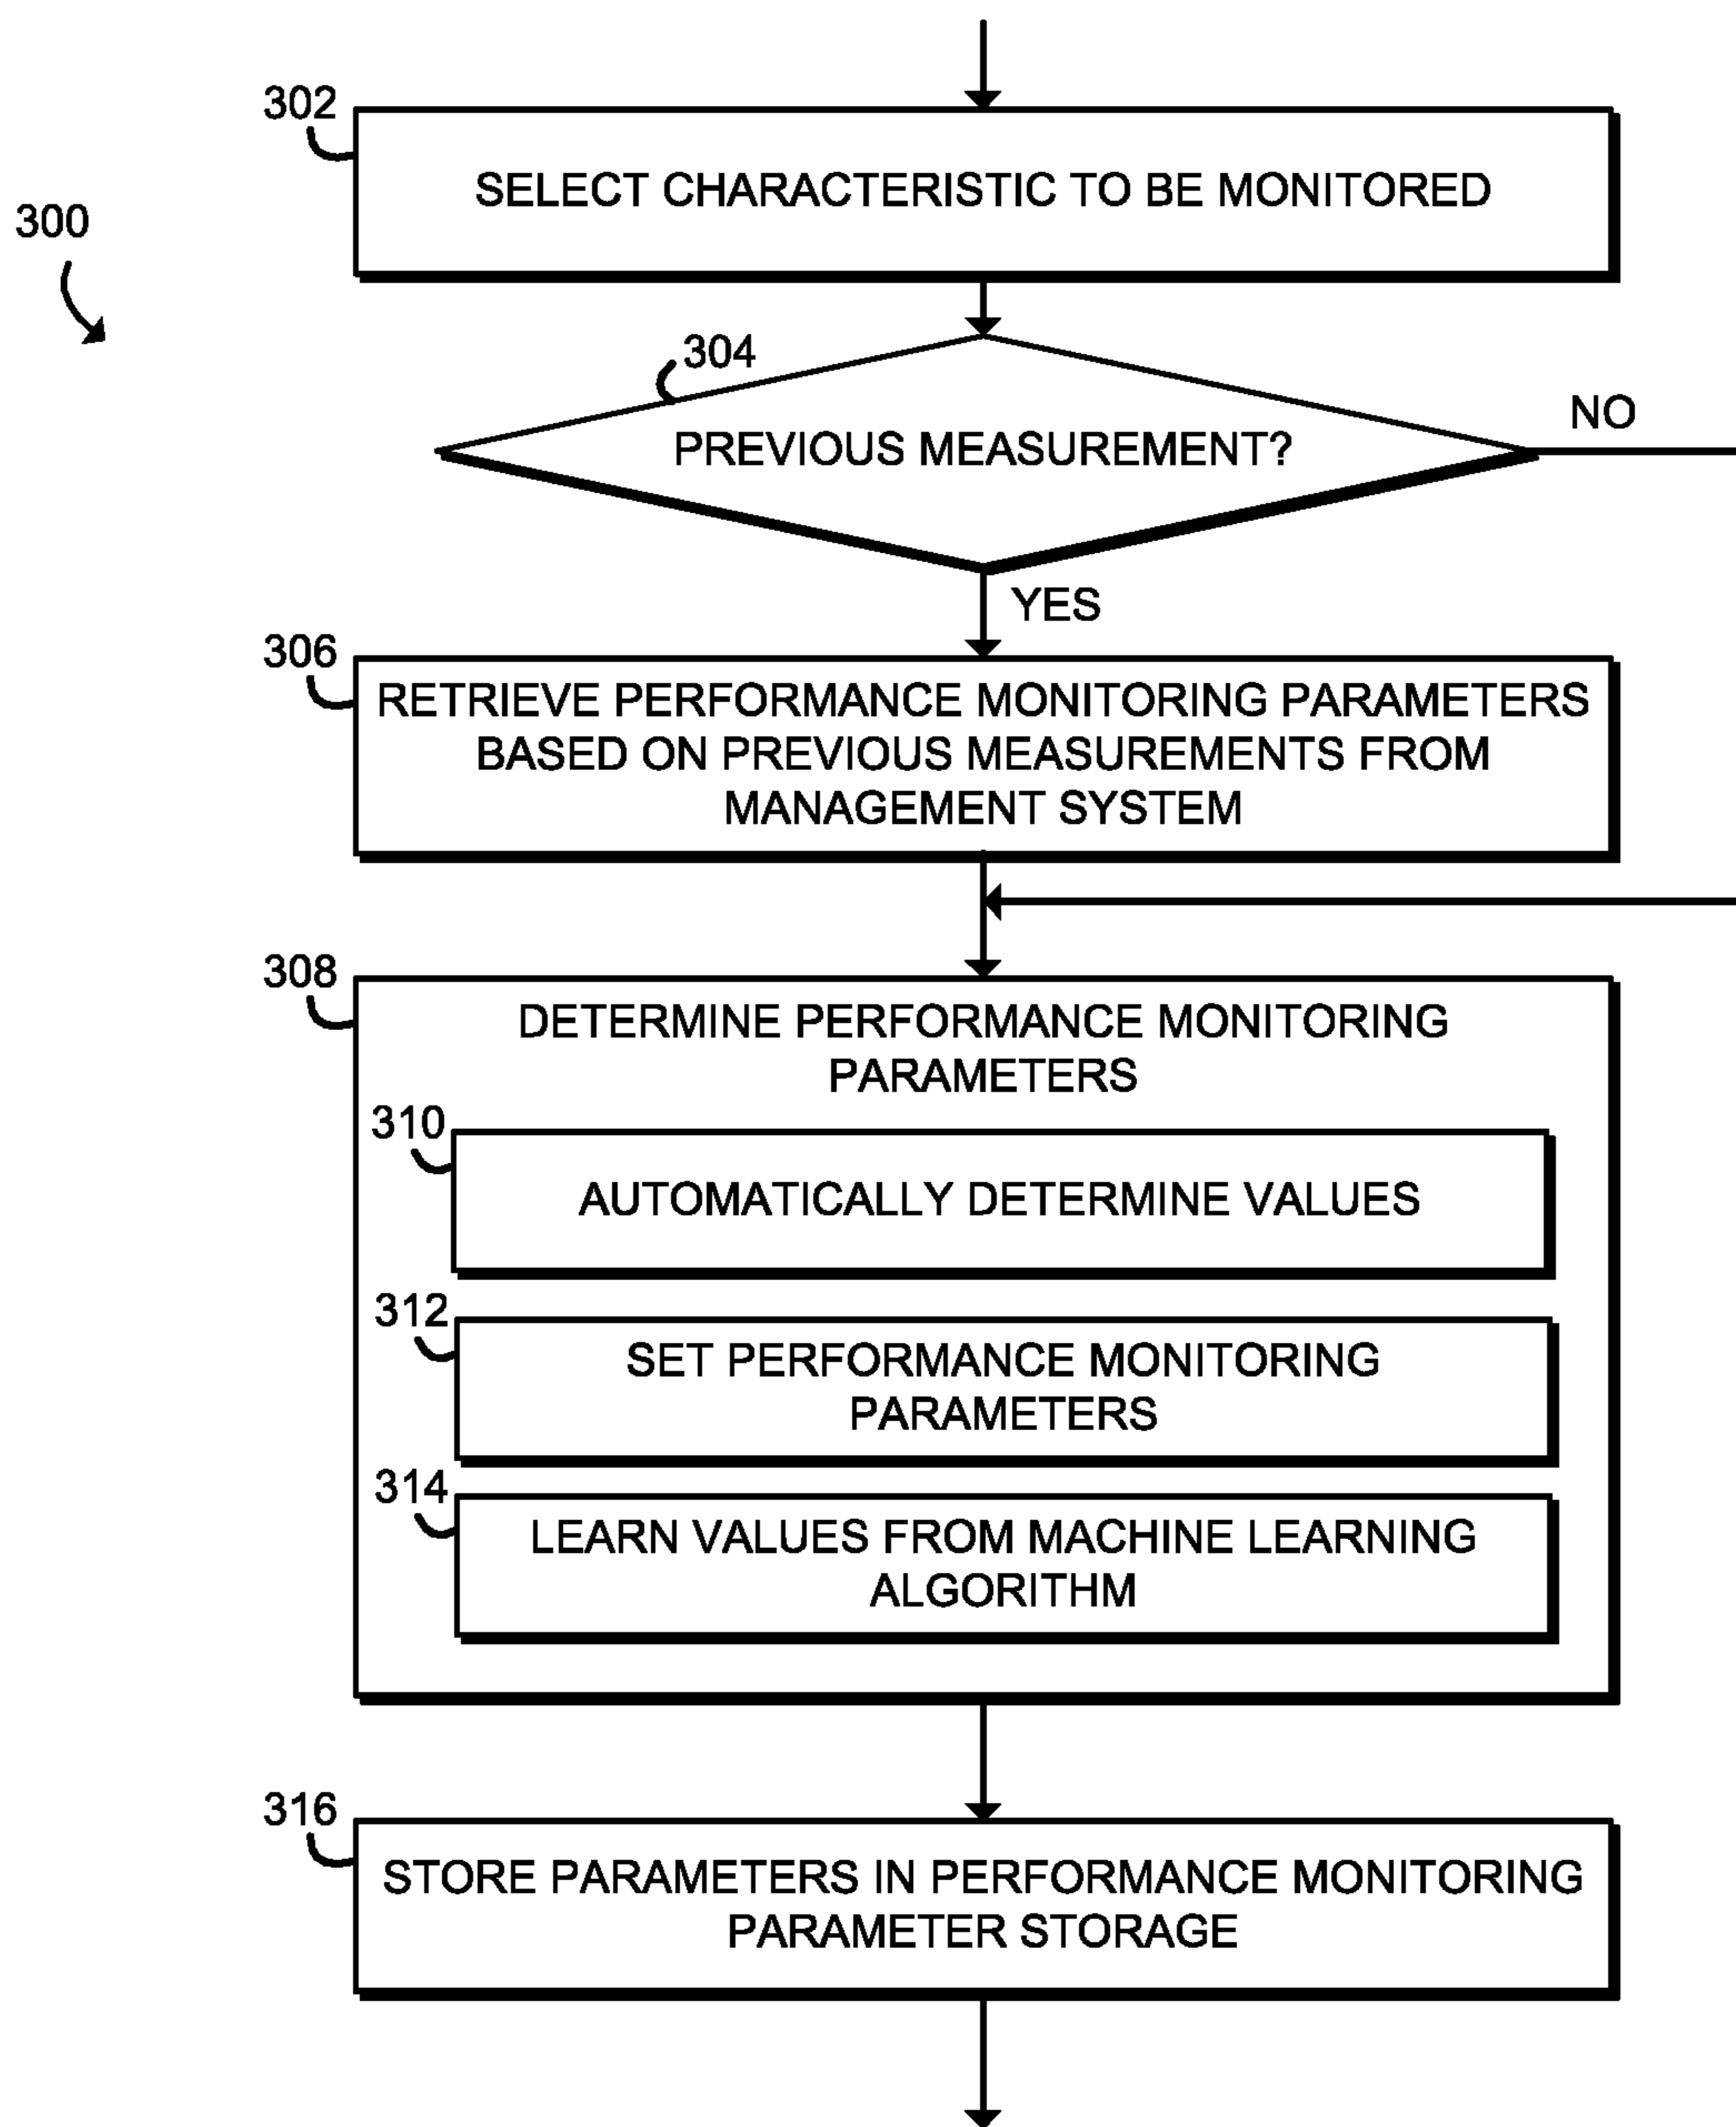 302
SELECT CHARACTERISTIC TO BE MONITORED
300
304
NO
PREVIOUS MEASUREMENT?
YES
306
RETRIEVE PERFORMANCE MONITORING PARAMETERS
BASED ON PREVIOUS MEASUREMENTS FROM
MANAGEMENT SYSTEM
308
DETERMINE PERFORMANCE MONITORING
PARAMETERS
310
AUTOMATICALLY DETERMINE VALUES
312
SET PERFORMANCE MONITORING
PARAMETERS
314
LEARN VALUES FROM MACHINE LEARNING
ALGORITHM
316
STORE PARAMETERS IN PERFORMANCE MONITORING
PARAMETER STORAGE